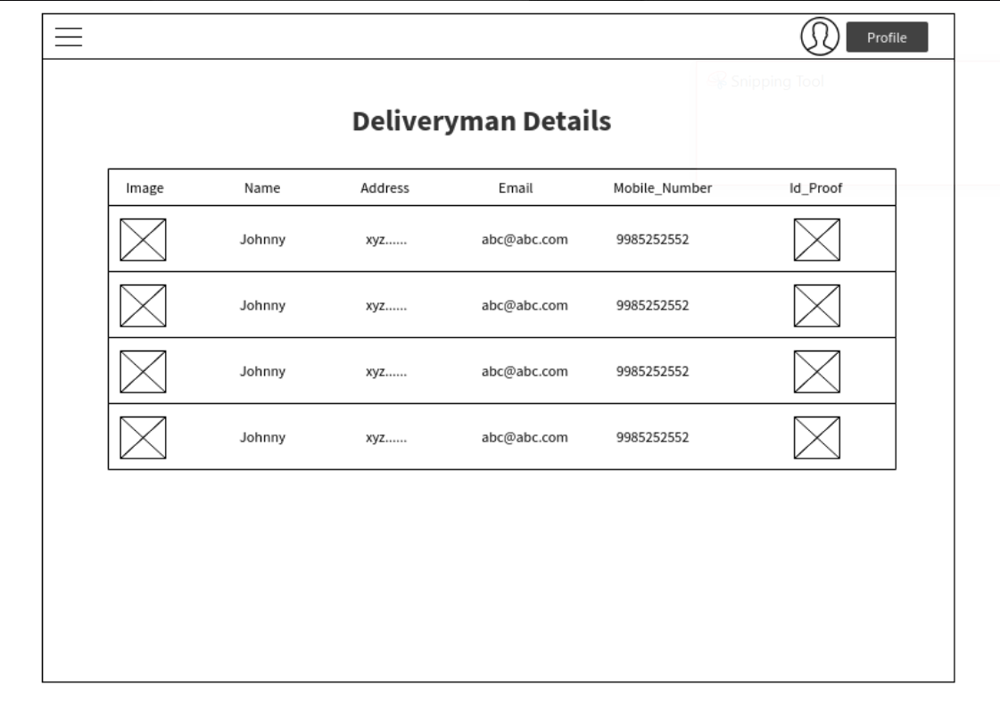 Profile
Snipping Tool
Deliveryman Details
Image Name Address Email Mobile_Number Id_Proof
Johnny xyz...... abc@abc.com 9985252552
Johnny xyz...... abc@abc.com 9985252552
Johnny xyz...... abc@abc.com 9985252552
Johnny xyz...... abc@abc.com 9985252552